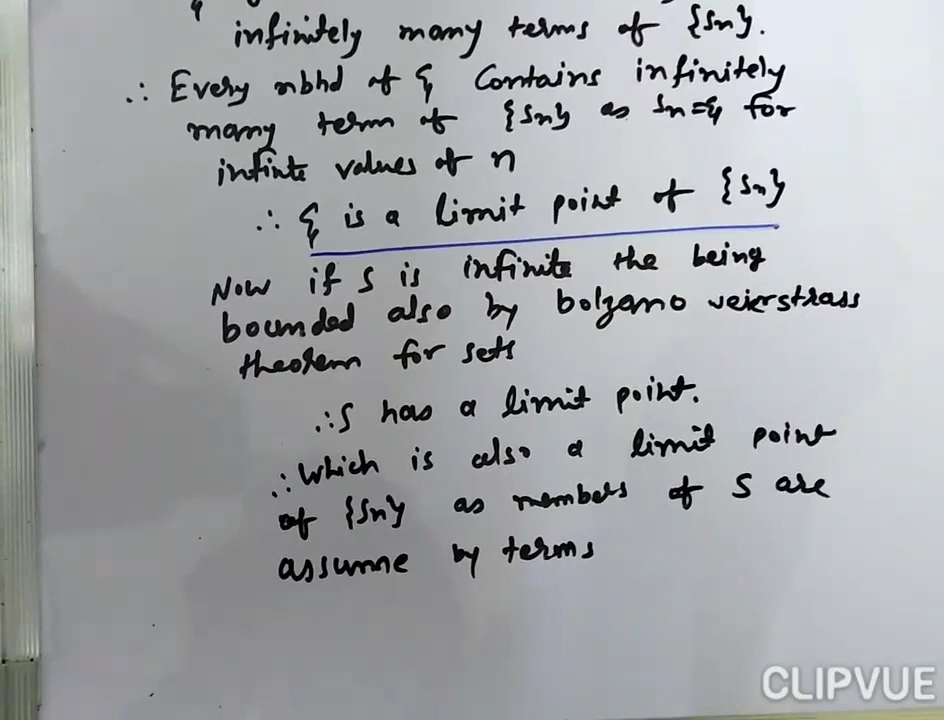 infinitely many terms of {Sn}.
∴ Every nbhd of ξ Contains infinitely
many term of {Sn} as Sn=ξ for
infinite values of n
∴ ξ is a limit point of {Sn}
Now if S is infinite the being
bounded also by bolzano veierstrass
theorem for sets
∴ S has a limit point.
∴ Which is also a limit point
of {Sn} as members of S are
assume by terms
CLIPVUE